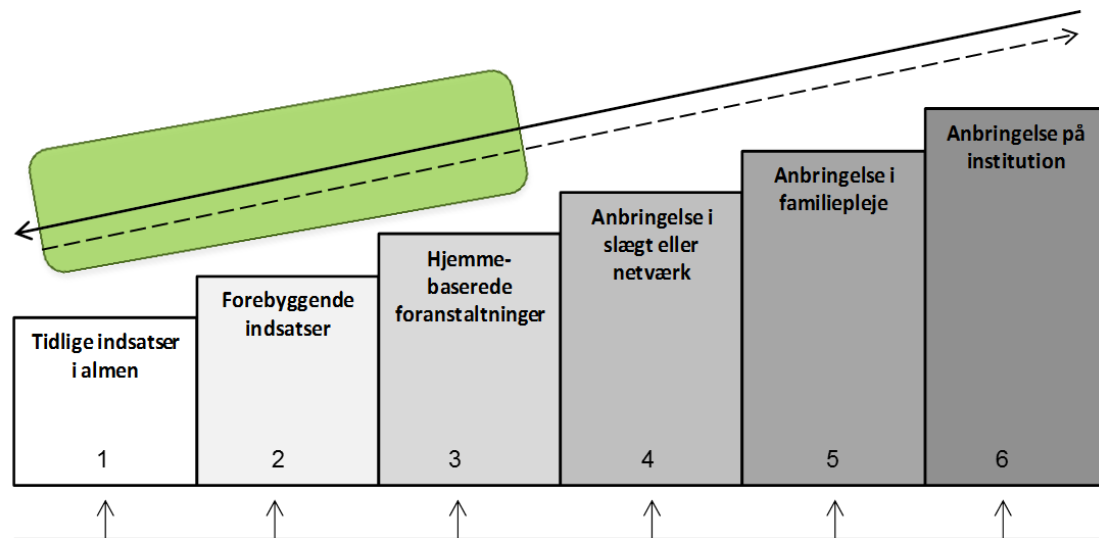 Tidlige indsatser
i almen
1
Forebyggende
indsatser
2
Hjemme-
baserede
foranstaltninger
3
Anbringelse i
slægt eller
netværk
4
Anbringelse i
familiepleje
5
Anbringelse på
institution
6